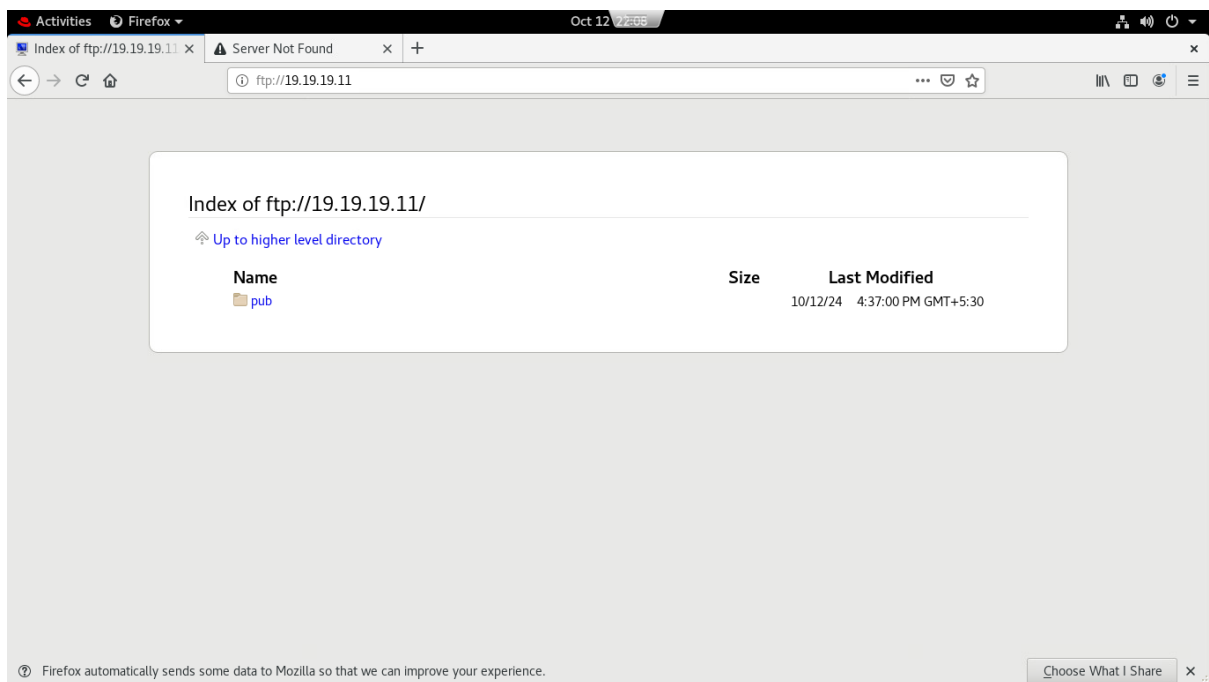 Activities Firefox Oct 12 22:08
Index of ftp://19.19.19.11 Server Not Found
ftp://19.19.19.11
Index of ftp://19.19.19.11/
Up to higher level directory
Name Size Last Modified
pub 10/12/24 4:37:00 PM GMT+5:30
Firefox automatically sends some data to Mozilla so that we can improve your experience. Choose What I Share